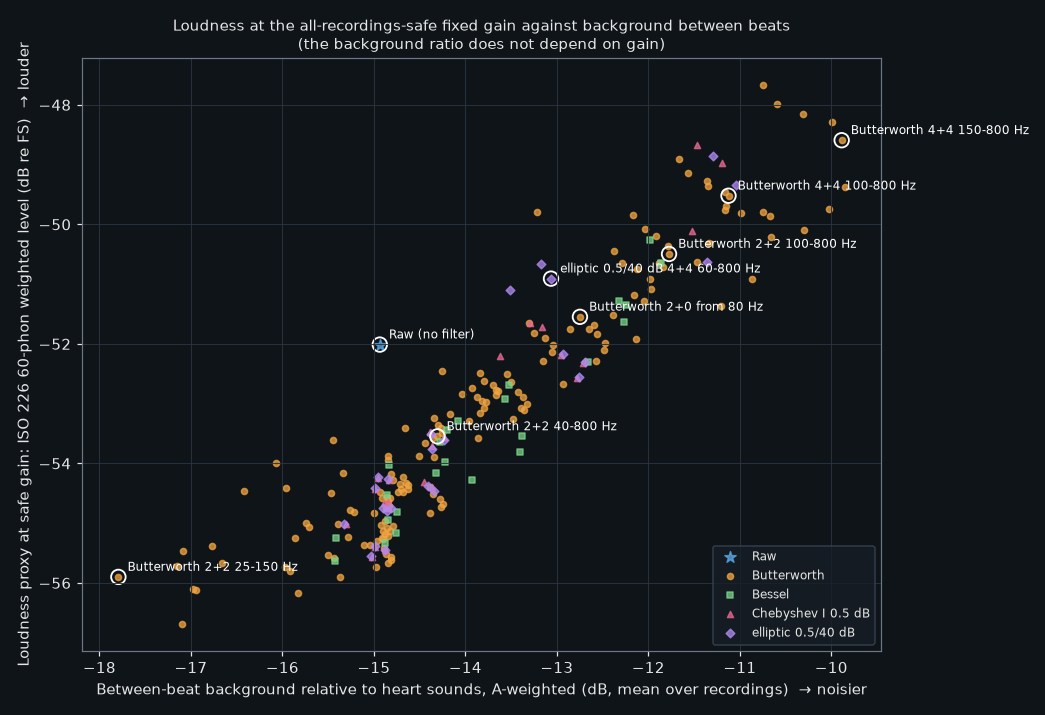 Loudness at the all-recordings-safe fixed gain against background between beats
(the background ratio does not depend on gain)
Loudness proxy at safe gain: ISO 226 60-phon weighted level (dB re FS) → louder
−48
−50
−52
−54
−56
Butterworth 4+4 150-800 Hz
Butterworth 4+4 100-800 Hz
Butterworth 2+2 100-800 Hz
elliptic 0.5/40 dB 4+4 60-800 Hz
Butterworth 2+0 from 80 Hz
Raw (no filter)
Butterworth 2+2 40-800 Hz
Butterworth 2+2 25-150 Hz
Raw
Butterworth
Bessel
Chebyshev I 0.5 dB
elliptic 0.5/40 dB
−18 −17 −16 −15 −14 −13 −12 −11 −10
Between-beat background relative to heart sounds, A-weighted (dB, mean over recordings) → noisier